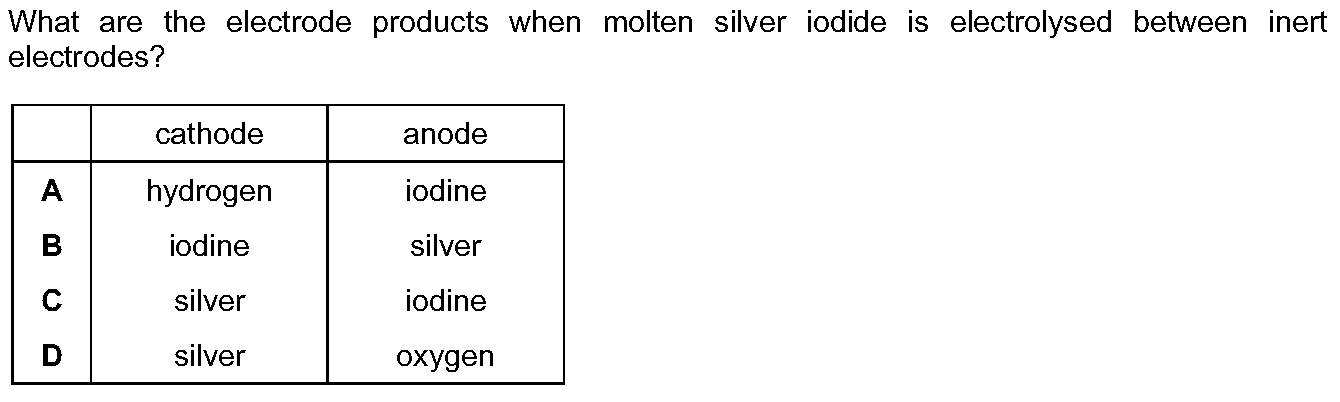 What are the electrode products when molten silver iodide is electrolysed between inert
electrodes?
cathode anode
A hydrogen iodine
B iodine silver
C silver iodine
D silver oxygen